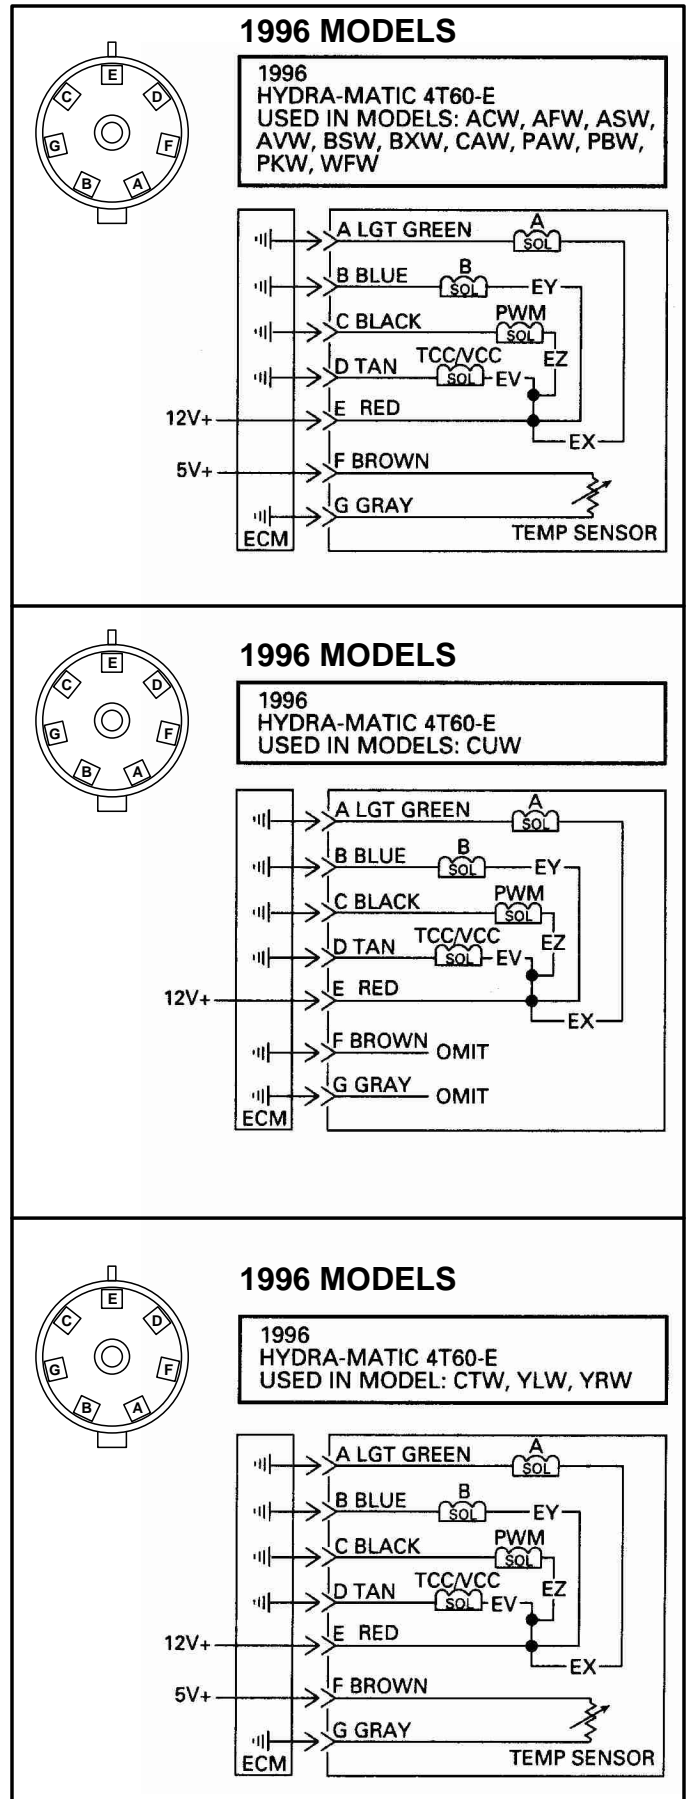 1996 MODELS
E
C
D
G
F
B
A
1996
HYDRA-MATIC 4T60-E
USED IN MODELS: ACW, AFW, ASW,
AVW, BSW, BXW, CAW, PAW, PBW,
PKW, WFW
A LGT GREEN
A
SOL
B BLUE
B
SOL
EY
C BLACK
PWM
SOL
EZ
D TAN
TCC/VCC
SOL
EV
12V+
E RED
EX
5V+
F BROWN
G GRAY
ECM
TEMP SENSOR
1996 MODELS
E
C
D
G
F
B
A
1996
HYDRA-MATIC 4T60-E
USED IN MODELS: CUW
A LGT GREEN
A
SOL
B BLUE
B
SOL
EY
C BLACK
PWM
SOL
EZ
D TAN
TCC/VCC
SOL
EV
12V+
E RED
EX
F BROWN OMIT
G GRAY OMIT
ECM
1996 MODELS
E
C
D
G
F
B
A
1996
HYDRA-MATIC 4T60-E
USED IN MODEL: CTW, YLW, YRW
A LGT GREEN
A
SOL
B BLUE
B
SOL
EY
C BLACK
PWM
SOL
EZ
D TAN
TCC/VCC
SOL
EV
12V+
E RED
EX
5V+
F BROWN
G GRAY
ECM
TEMP SENSOR